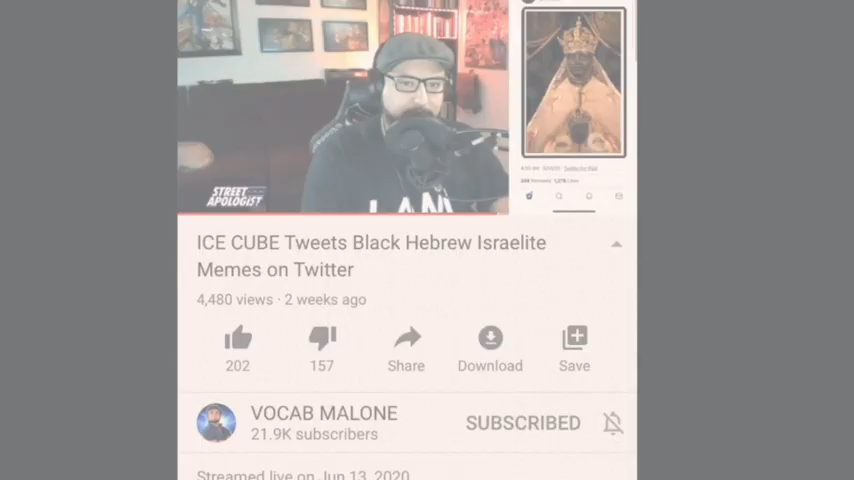 STREET
APOLOGIST
ICE CUBE Tweets Black Hebrew Israelite
Memes on Twitter
4,480 views · 2 weeks ago
202
157
Share
Download
Save
VOCAB MALONE
21.9K subscribers
SUBSCRIBED
Streamed live on Jun 13, 2020